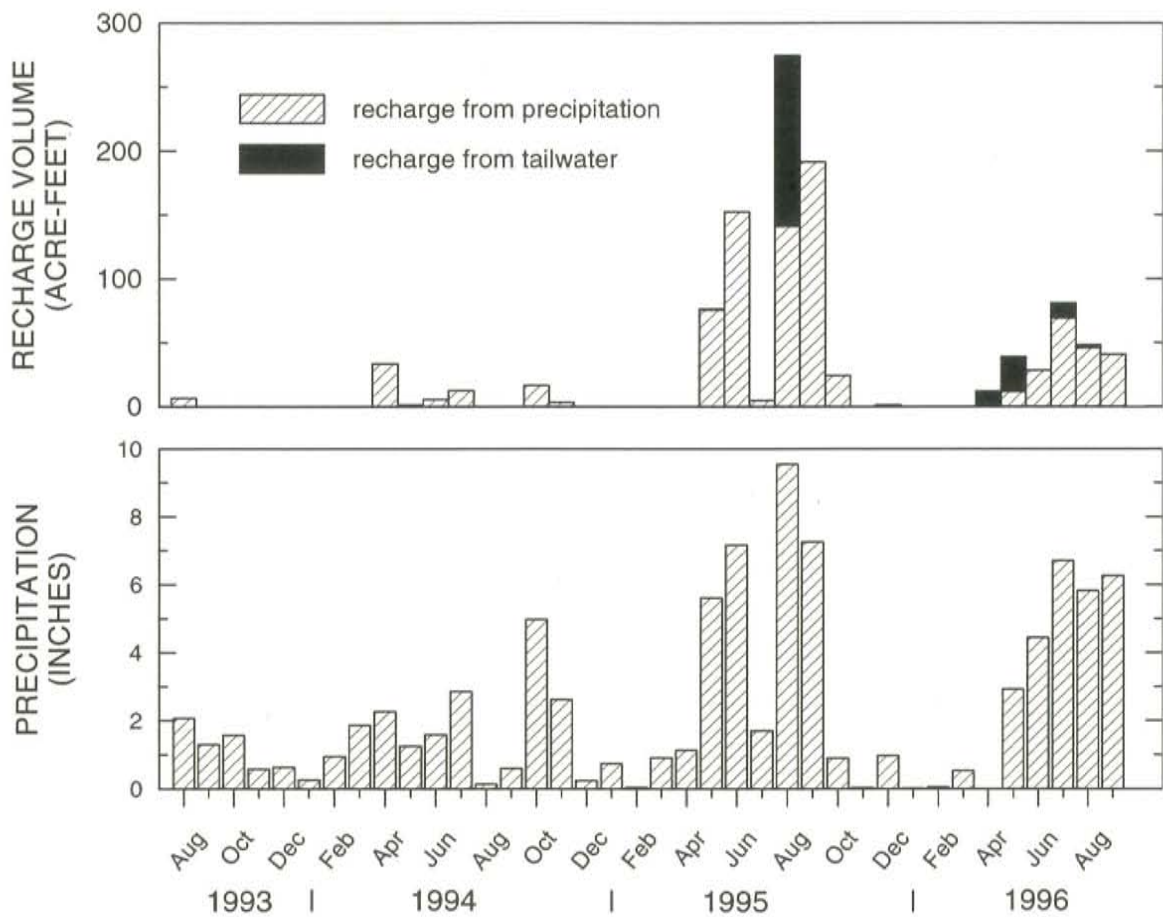 300
200
100
0
RECHARGE VOLUME
(ACRE-FEET)
recharge from precipitation
recharge from tailwater
10
8
6
4
2
0
PRECIPITATION
(INCHES)
Aug Oct Dec Feb Apr Jun Aug Oct Dec Feb Apr Jun Aug Oct Dec Feb Apr Jun Aug
1993 | 1994 | 1995 | 1996